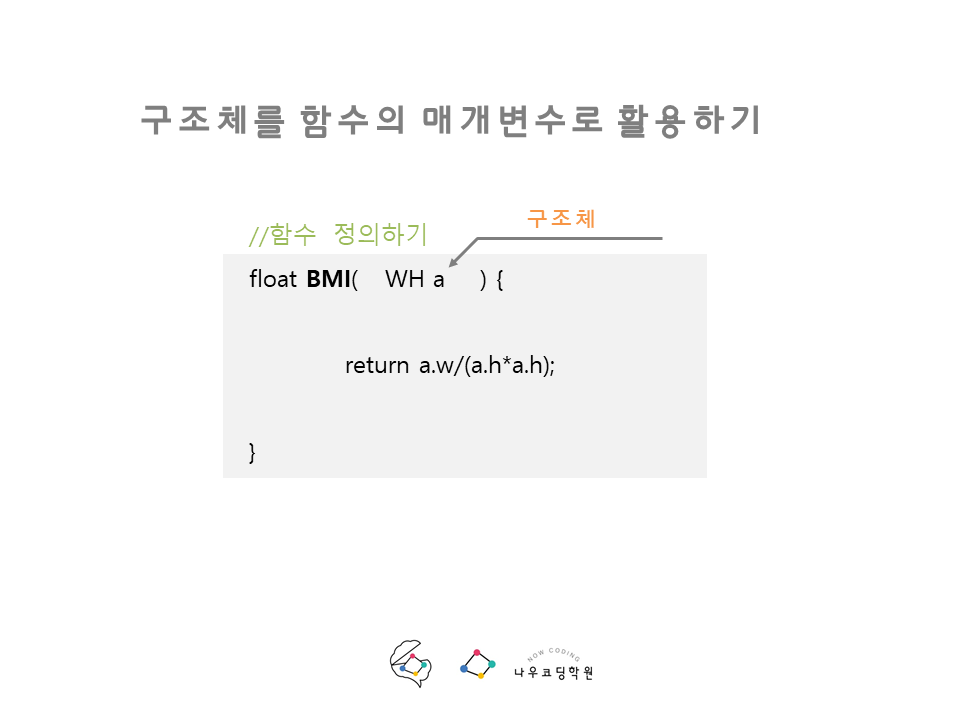 구조체를 함수의 매개변수로 활용하기
구조체
//함수 정의하기
float BMI( WH a ) {
return a.w/(a.h*a.h);
}
NOW CODING
나우코딩학원